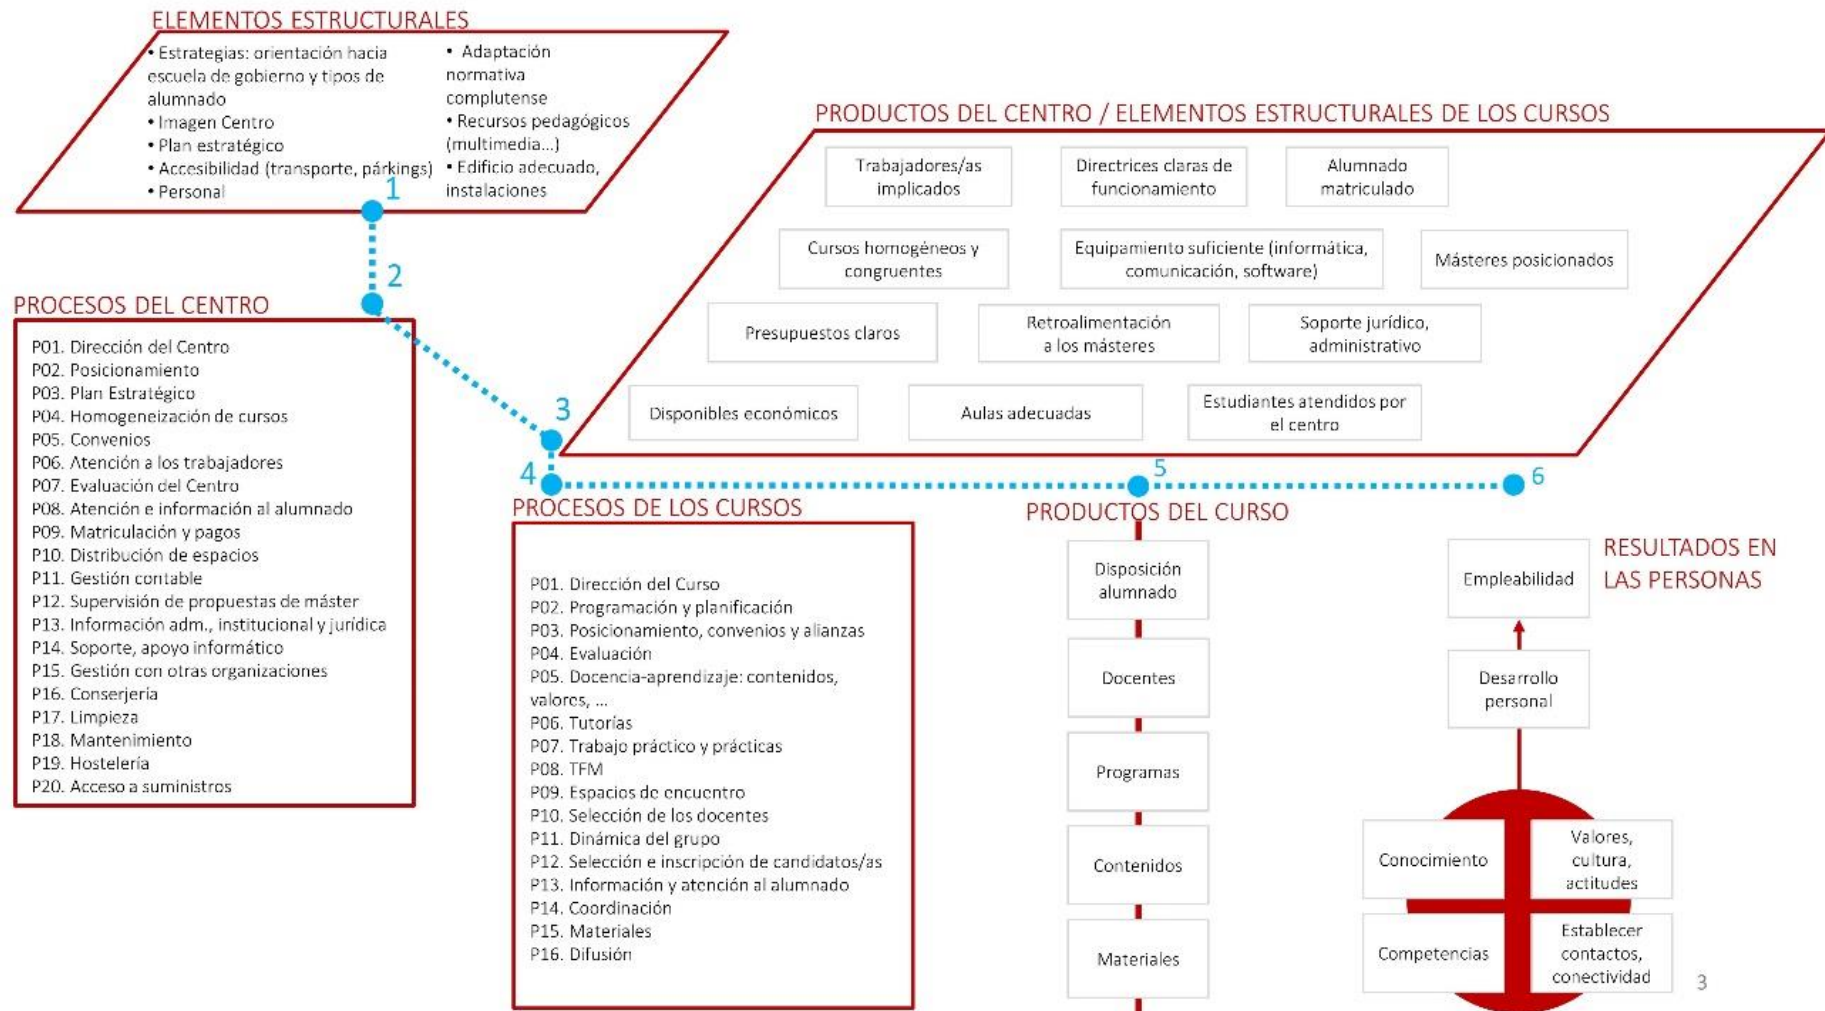 ELEMENTOS ESTRUCTURALES
• Estrategias: orientación hacia
escuela de gobierno y tipos de
alumnado
• Imagen Centro
• Plan estratégico
• Accesibilidad (transporte, párkings)
• Personal
• Adaptación
normativa
complutense
• Recursos pedagógicos
(multimedia...)
• Edificio adecuado,
instalaciones
1
2
PROCESOS DEL CENTRO
P01. Dirección del Centro
P02. Posicionamiento
P03. Plan Estratégico
P04. Homogeneización de cursos
P05. Convenios
P06. Atención a los trabajadores
P07. Evaluación del Centro
P08. Atención e información al alumnado
P09. Matriculación y pagos
P10. Distribución de espacios
P11. Gestión contable
P12. Supervisión de propuestas de máster
P13. Información adm., institucional y jurídica
P14. Soporte, apoyo informático
P15. Gestión con otras organizaciones
P16. Conserjería
P17. Limpieza
P18. Mantenimiento
P19. Hostelería
P20. Acceso a suministros
3
PRODUCTOS DEL CENTRO / ELEMENTOS ESTRUCTURALES DE LOS CURSOS
Trabajadores/as
implicados
Directrices claras de
funcionamiento
Alumnado
matriculado
Cursos homogéneos y
congruentes
Equipamiento suficiente (informática,
comunicación, software)
Másteres posicionados
Presupuestos claros
Retroalimentación
a los másteres
Soporte jurídico,
administrativo
Disponibles económicos
Aulas adecuadas
Estudiantes atendidos por
el centro
4
PROCESOS DE LOS CURSOS
P01. Dirección del Curso
P02. Programación y planificación
P03. Posicionamiento, convenios y alianzas
P04. Evaluación
P05. Docencia-aprendizaje: contenidos,
valores, ...
P06. Tutorías
P07. Trabajo práctico y prácticas
P08. TFM
P09. Espacios de encuentro
P10. Selección de los docentes
P11. Dinámica del grupo
P12. Selección e inscripción de candidatos/as
P13. Información y atención al alumnado
P14. Coordinación
P15. Materiales
P16. Difusión
5
PRODUCTOS DEL CURSO
Disposición
alumnado
Docentes
Programas
Contenidos
Materiales
6
RESULTADOS EN
LAS PERSONAS
Empleabilidad
Desarrollo
personal
Conocimiento
Valores,
cultura,
actitudes
Competencias
Establecer
contactos,
conectividad
3